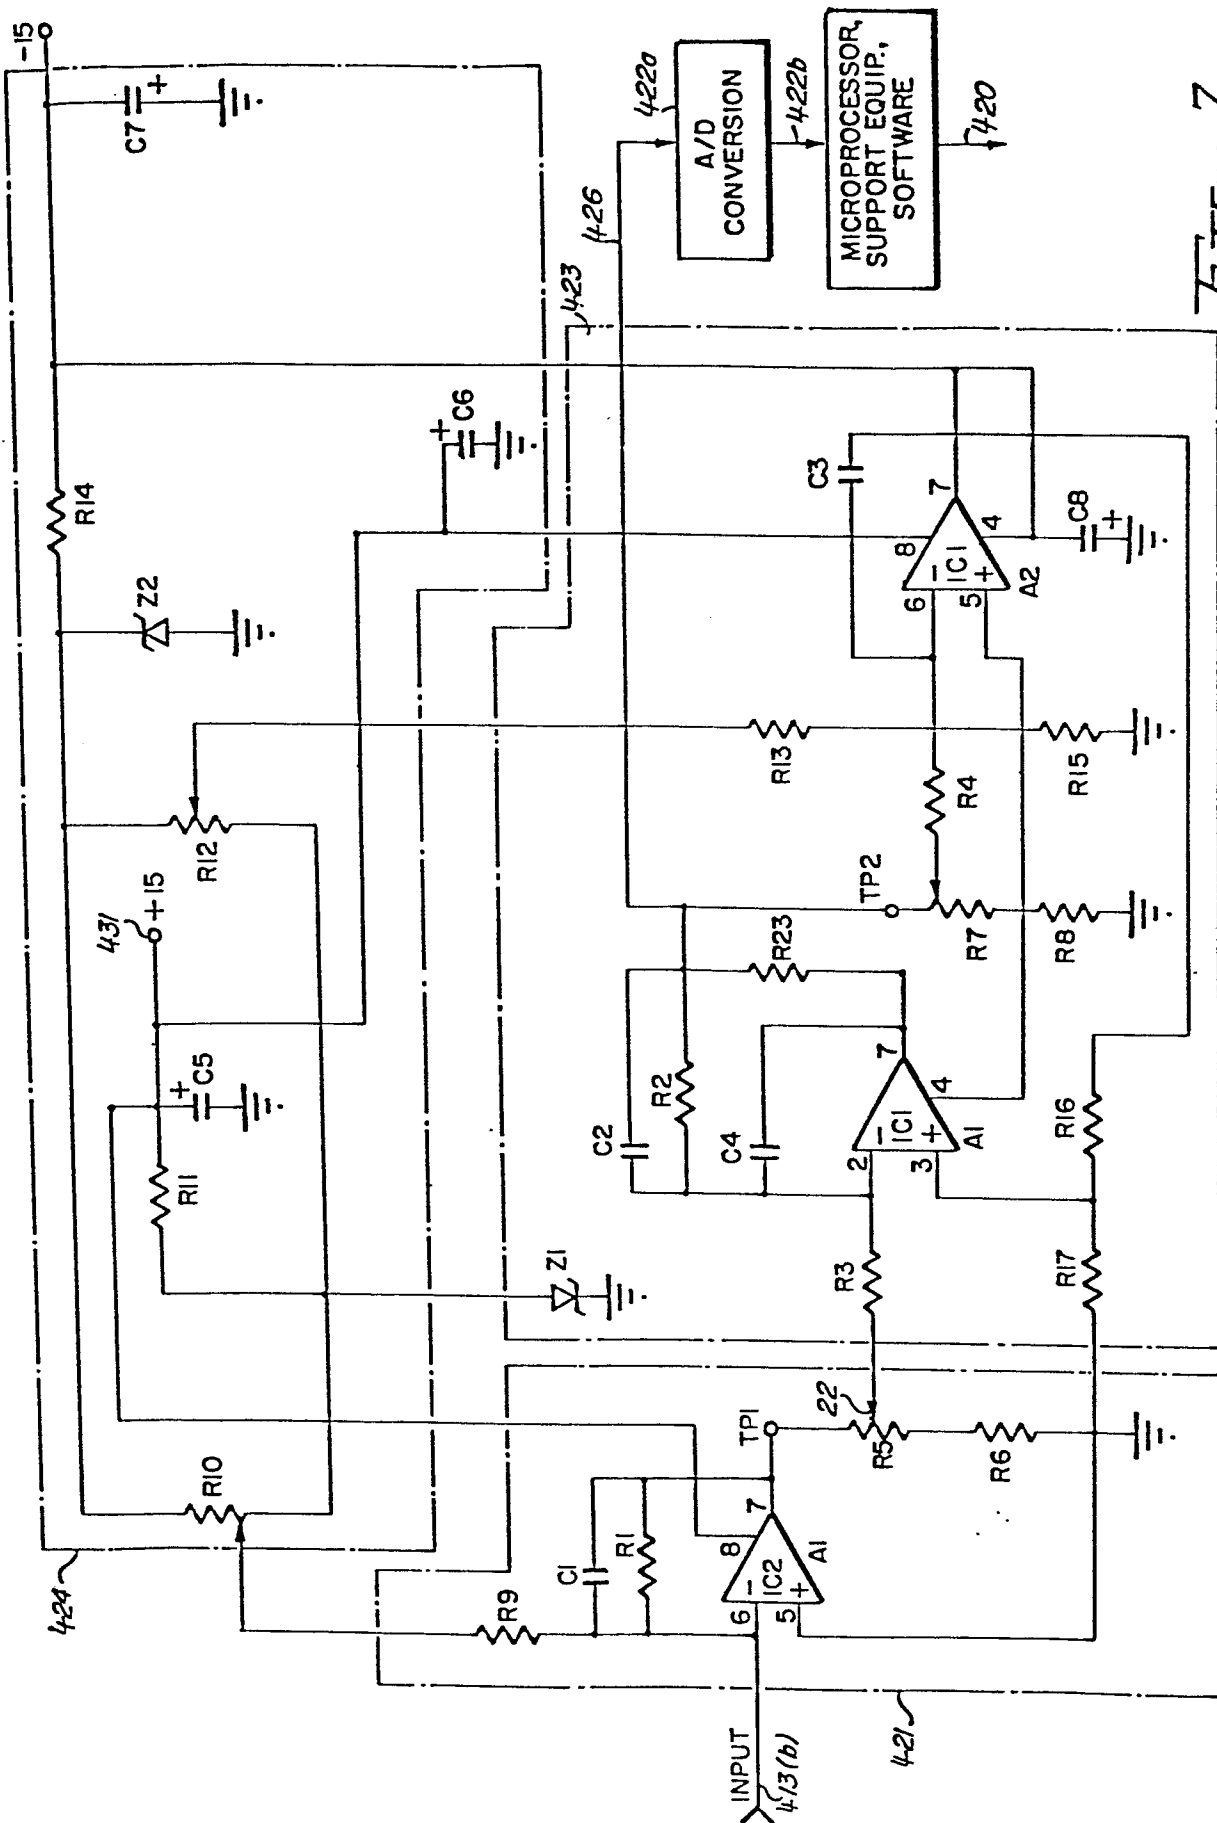 -15
C7
+
R14
Z2
R12
431
+15
+
C5
R11
R10
424
+
C6
423
426
422a
A/D
CONVERSION
422b
MICROPROCESSOR,
SUPPORT EQUIP.,
SOFTWARE
420
Z1
R9
C1
R1
C2
R2
C4
R23
TP2
R13
R4
R7
R8
R15
C3
8
6
-
IC1
+
5
7
4
A2
C8
+
2
-
IC1
+
3
7
4
A1
R3
R16
R17
22
TP1
R5
R6
8
6
-
IC2
+
5
7
A1
INPUT
413(b)
421
7